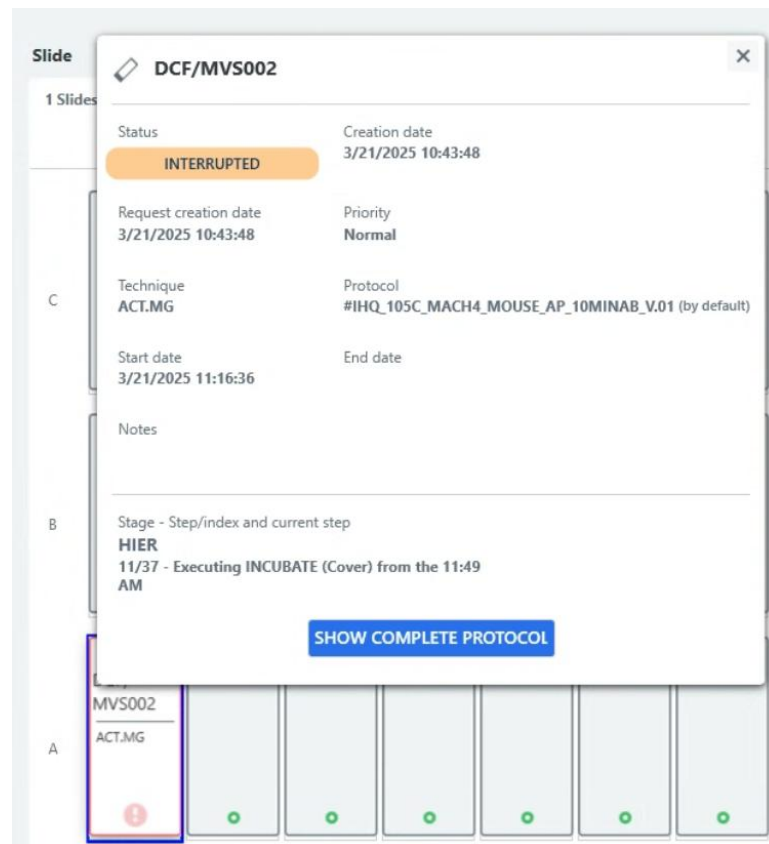 Slide
DCF/MVS002
1 Slides
Status
Creation date
INTERRUPTED
3/21/2025 10:43:48
Request creation date
Priority
3/21/2025 10:43:48
Normal
Technique
Protocol
ACT.MG
#IHQ_105C_MACH4_MOUSE_AP_10MINAB_V.01 (by default)
C
Start date
End date
3/21/2025 11:16:36
Notes
B
Stage - Step/index and current step
HIER
11/37 - Executing INCUBATE (Cover) from the 11:49
AM
SHOW COMPLETE PROTOCOL
MVS002
ACT.MG
A